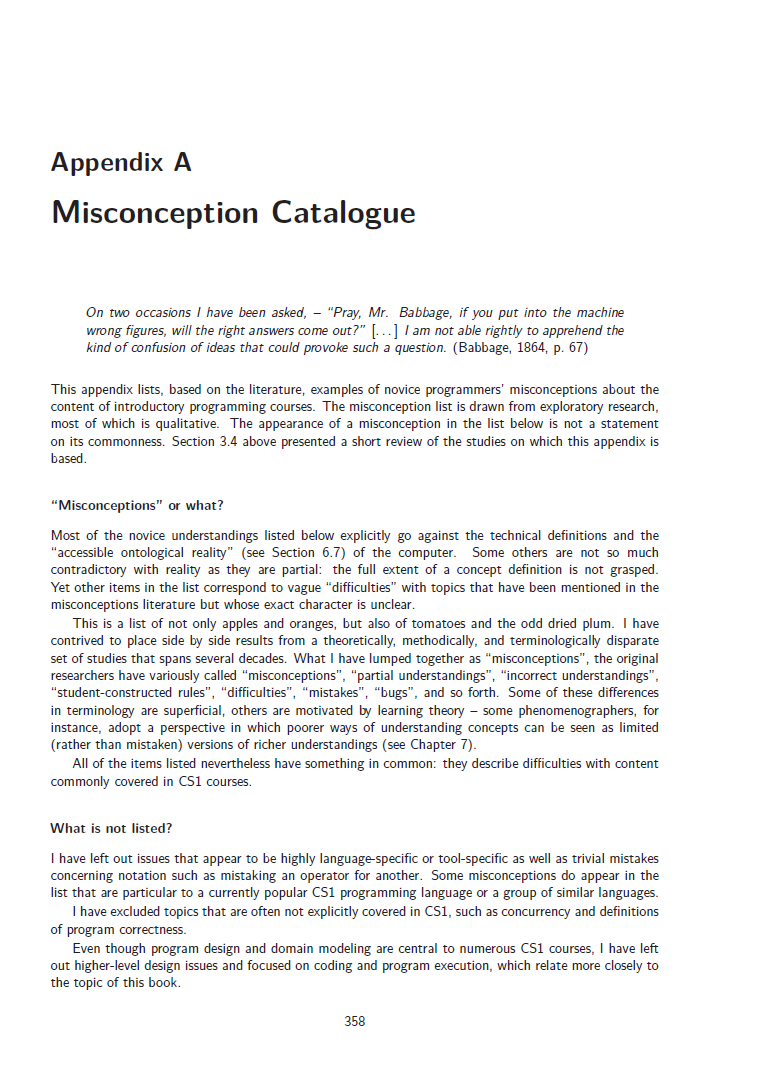 Appendix A
Misconception Catalogue
On two occasions I have been asked, – “Pray, Mr. Babbage, if you put into the machine
wrong figures, will the right answers come out?” [...] I am not able rightly to apprehend the
kind of confusion of ideas that could provoke such a question. (Babbage, 1864, p. 67)
This appendix lists, based on the literature, examples of novice programmers’ misconceptions about the
content of introductory programming courses. The misconception list is drawn from exploratory research,
most of which is qualitative. The appearance of a misconception in the list below is not a statement
on its commonness. Section 3.4 above presented a short review of the studies on which this appendix is
based.
“Misconceptions” or what?
Most of the novice understandings listed below explicitly go against the technical definitions and the
“accessible ontological reality” (see Section 6.7) of the computer. Some others are not so much
contradictory with reality as they are partial: the full extent of a concept definition is not grasped.
Yet other items in the list correspond to vague “difficulties” with topics that have been mentioned in the
misconceptions literature but whose exact character is unclear.
This is a list of not only apples and oranges, but also of tomatoes and the odd dried plum. I have
contrived to place side by side results from a theoretically, methodically, and terminologically disparate
set of studies that spans several decades. What I have lumped together as “misconceptions”, the original
researchers have variously called “misconceptions”, “partial understandings”, “incorrect understandings”,
“student-constructed rules”, “difficulties”, “mistakes”, “bugs”, and so forth. Some of these differences
in terminology are superficial, others are motivated by learning theory – some phenomenographers, for
instance, adopt a perspective in which poorer ways of understanding concepts can be seen as limited
(rather than mistaken) versions of richer understandings (see Chapter 7).
All of the items listed nevertheless have something in common: they describe difficulties with content
commonly covered in CS1 courses.
What is not listed?
I have left out issues that appear to be highly language-specific or tool-specific as well as trivial mistakes
concerning notation such as mistaking an operator for another. Some misconceptions do appear in the
list that are particular to a currently popular CS1 programming language or a group of similar languages.
I have excluded topics that are often not explicitly covered in CS1, such as concurrency and definitions
of program correctness.
Even though program design and domain modeling are central to numerous CS1 courses, I have left
out higher-level design issues and focused on coding and program execution, which relate more closely to
the topic of this book.
358